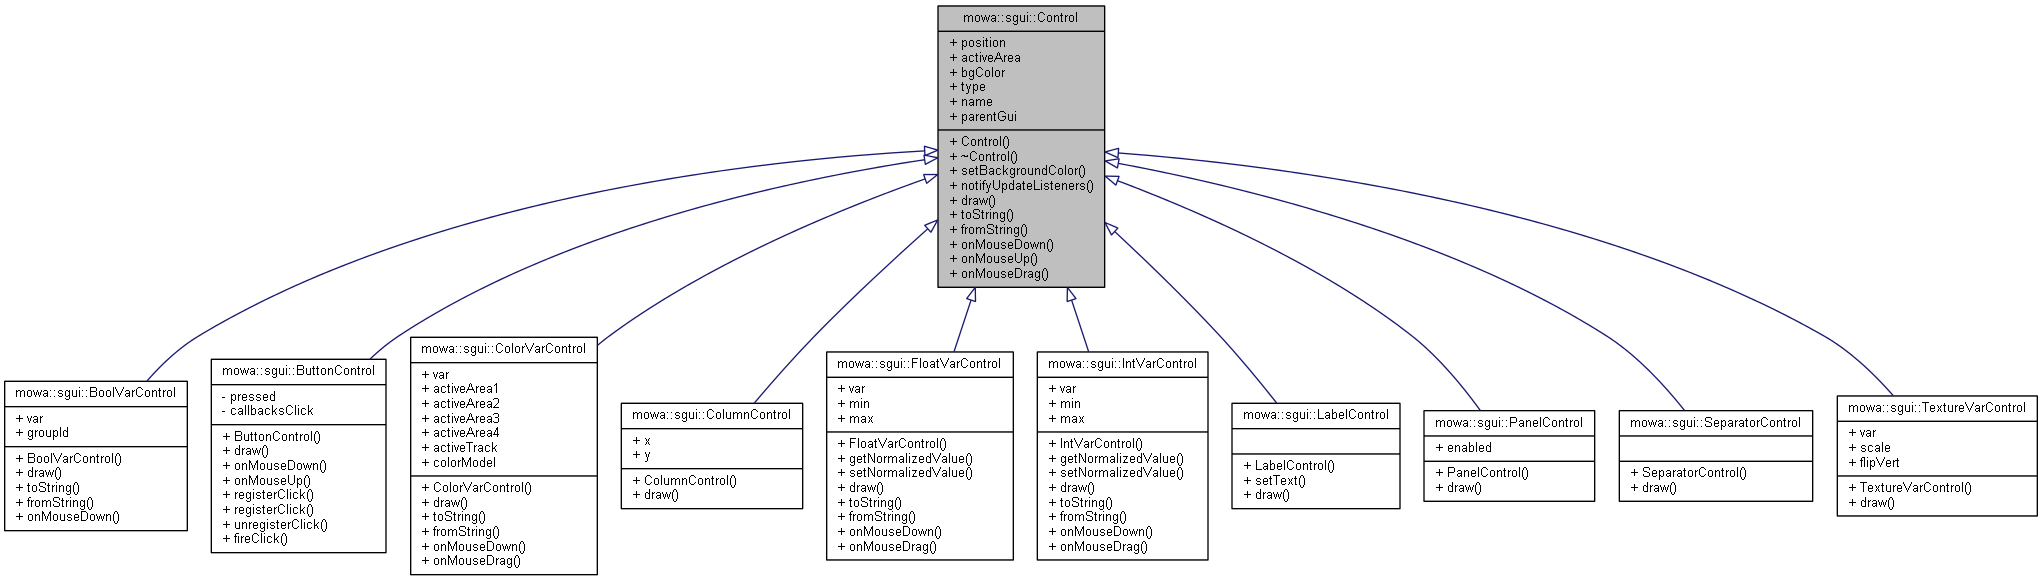 mowa::sgui::Control
+ position
+ activeArea
+ bgColor
+ type
+ name
+ parentGui
+ Control()
+ ~Control()
+ setBackgroundColor()
+ notifyUpdateListeners()
+ draw()
+ toString()
+ fromString()
+ onMouseDown()
+ onMouseUp()
+ onMouseDrag()
mowa::sgui::BoolVarControl
+ var
+ groupId
+ BoolVarControl()
+ draw()
+ toString()
+ fromString()
+ onMouseDown()
mowa::sgui::ButtonControl
- pressed
- callbacksClick
+ ButtonControl()
+ draw()
+ onMouseDown()
+ onMouseUp()
+ registerClick()
+ registerClick()
+ unregisterClick()
+ fireClick()
mowa::sgui::ColorVarControl
+ var
+ activeArea1
+ activeArea2
+ activeArea3
+ activeArea4
+ activeTrack
+ colorModel
+ ColorVarControl()
+ draw()
+ toString()
+ fromString()
+ onMouseDown()
+ onMouseDrag()
mowa::sgui::ColumnControl
+ x
+ y
+ ColumnControl()
+ draw()
mowa::sgui::FloatVarControl
+ var
+ min
+ max
+ FloatVarControl()
+ getNormalizedValue()
+ setNormalizedValue()
+ draw()
+ toString()
+ fromString()
+ onMouseDown()
+ onMouseDrag()
mowa::sgui::IntVarControl
+ var
+ min
+ max
+ IntVarControl()
+ getNormalizedValue()
+ setNormalizedValue()
+ draw()
+ toString()
+ fromString()
+ onMouseDown()
+ onMouseDrag()
mowa::sgui::LabelControl
+ LabelControl()
+ setText()
+ draw()
mowa::sgui::PanelControl
+ enabled
+ PanelControl()
+ draw()
mowa::sgui::SeparatorControl
+ SeparatorControl()
+ draw()
mowa::sgui::TextureVarControl
+ var
+ scale
+ flipVert
+ TextureVarControl()
+ draw()